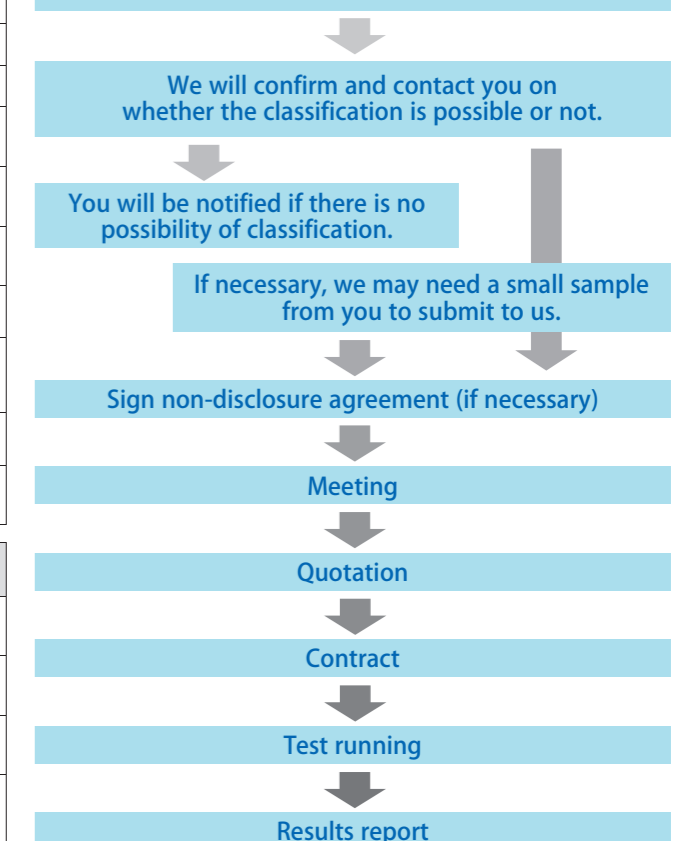 We will confirm and contact you on
whether the classification is possible or not.
You will be notified if there is no
possibility of classification.
If necessary, we may need a small sample
from you to submit to us.
Sign non-disclosure agreement (if necessary)
Meeting
Quotation
Contract
Test running
Results report